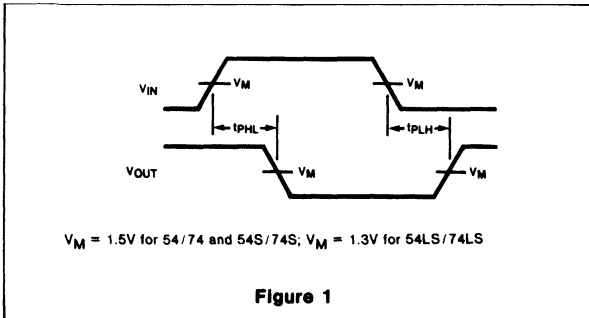 VIN
VM
VM
tPHL
tPLH
VOUT
VM
VM
VM = 1.5V for 54/74 and 54S/74S; VM = 1.3V for 54LS/74LS
Figure 1